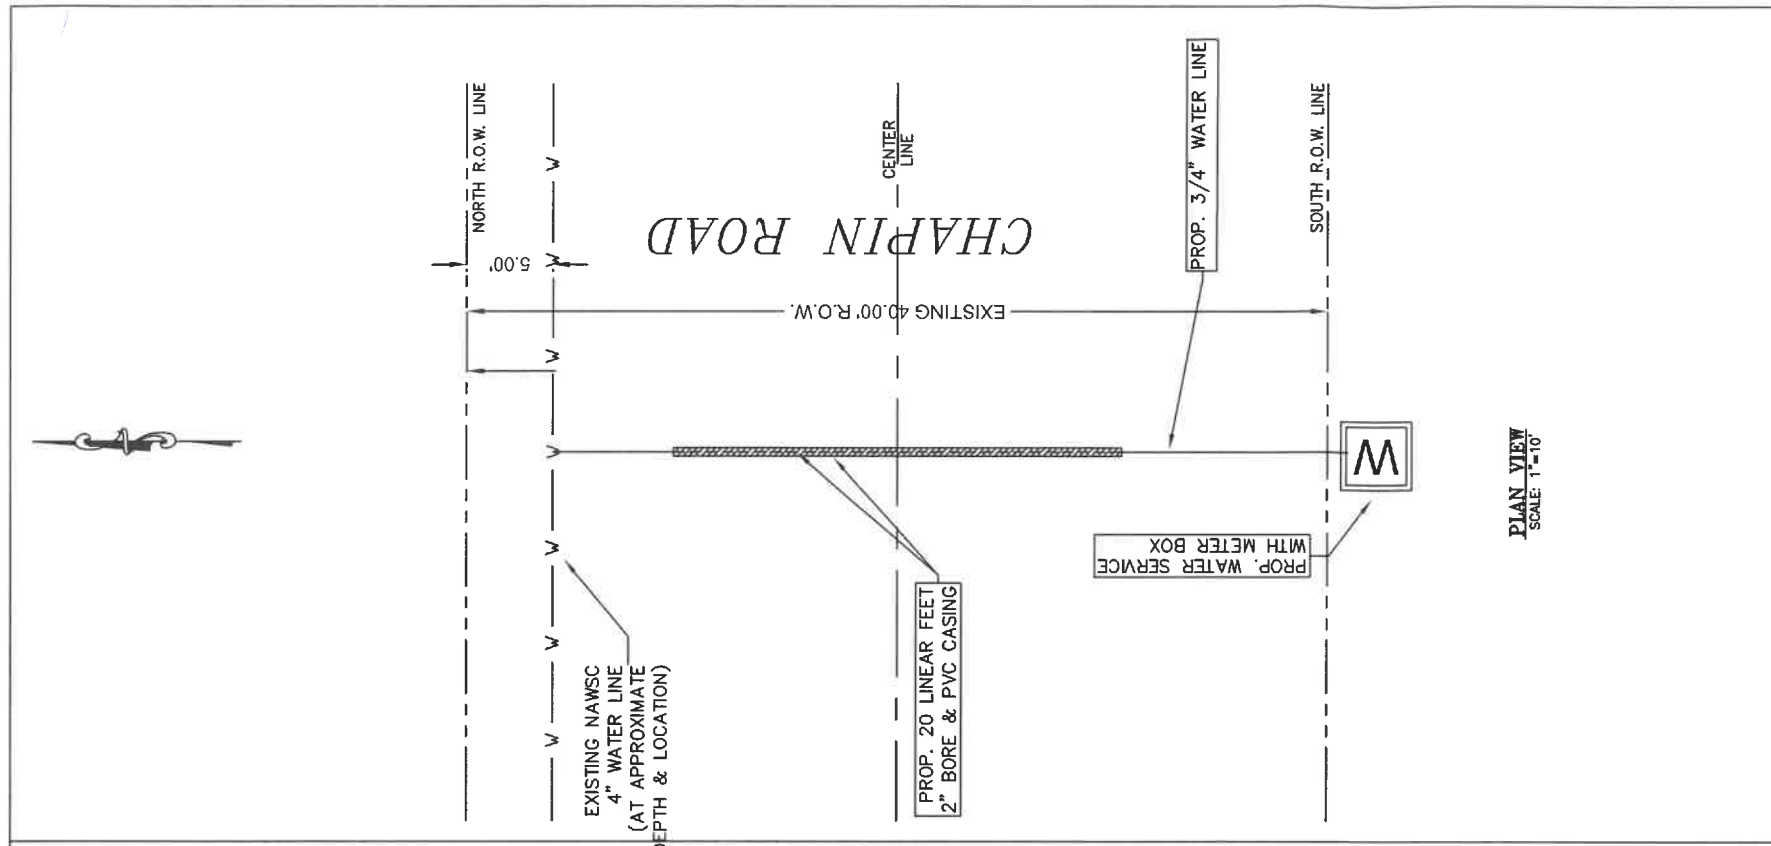 NORTH R.O.W. LINE
W
W
W
W
W
W
W
W
5.00'
CHAPIN ROAD
EXISTING 40.00' R.O.W.
CENTER
LINE
PROP. 3/4" WATER LINE
SOUTH R.O.W. LINE
W
PROP. WATER SERVICE
WITH METER BOX
PROP. 20 LINEAR FEET
2" BORE & PVC CASING
EXISTING NAWSC
4" WATER LINE
(AT APPROXIMATE
DEPTH & LOCATION)
PLAN VIEW
SCALE: 1"=10'